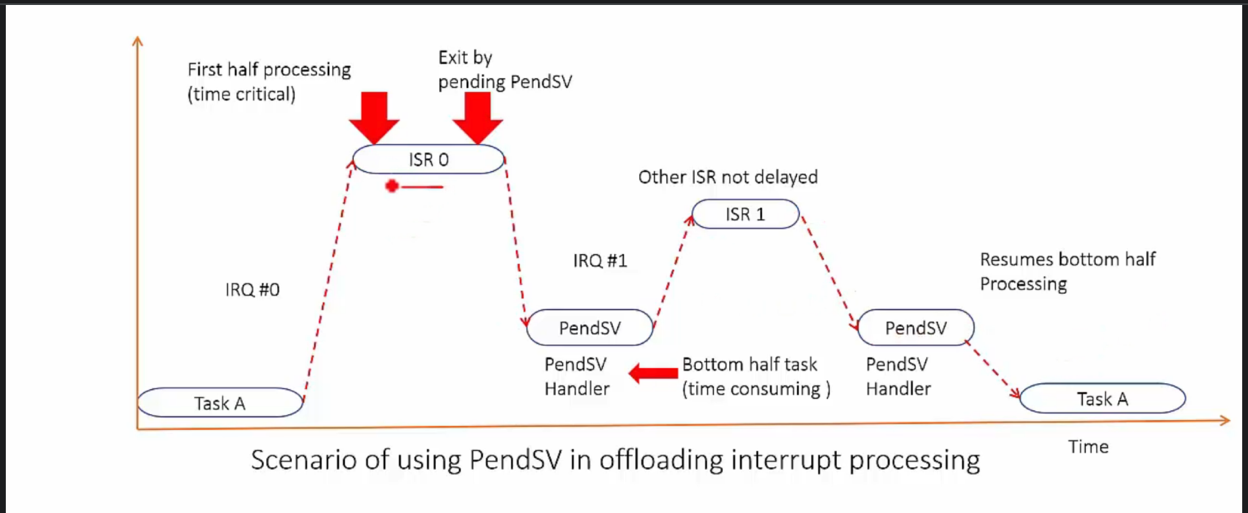 First half processing
(time critical)
Exit by
pending PendSV
ISR 0
Other ISR not delayed
ISR 1
IRQ #0
IRQ #1
Resumes bottom half
Processing
PendSV
PendSV
Handler
Bottom half task
(time consuming )
PendSV
PendSV
Handler
Task A
Task A
Time
Scenario of using PendSV in offloading interrupt processing